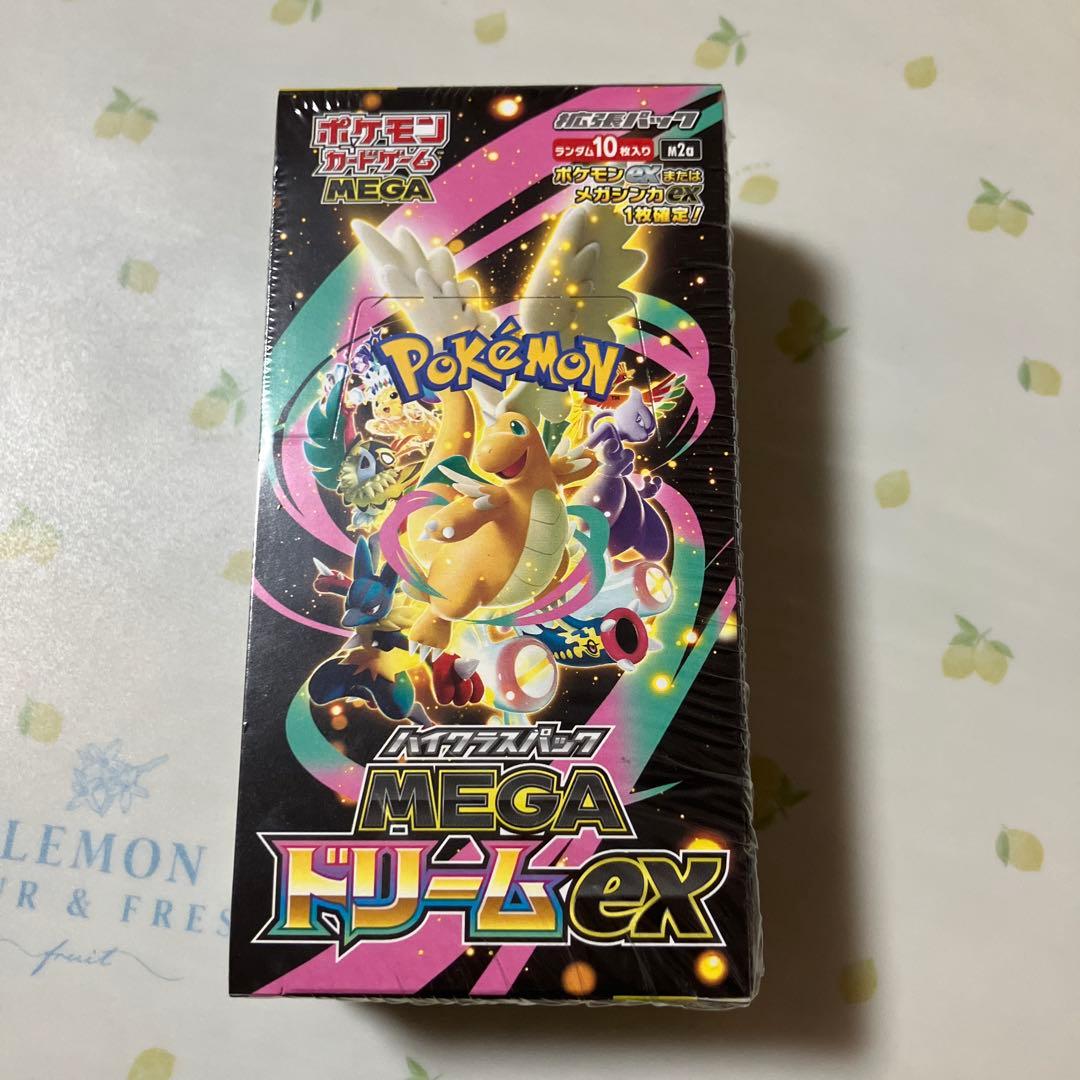 ポケモン
カードゲーム
MEGA
拡張パック
ランダム10枚入り M2a
ポケモンexまたは
メガシンカex
1枚確定!
POKéMON
TM
ハイクラスパック
MEGA
ドリームex
LEMON
UR & FRES
fruit